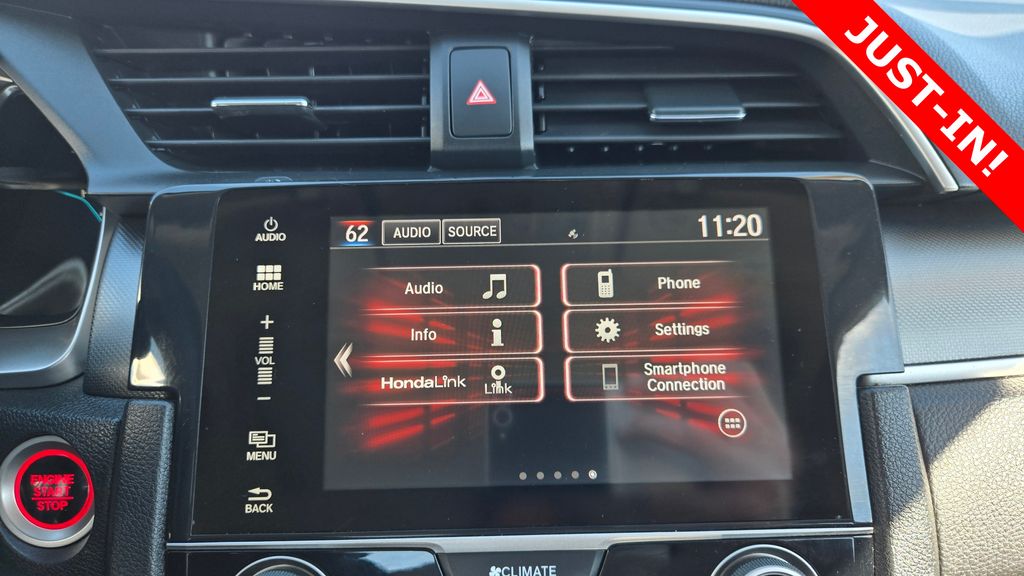 JUST-IN!
AUDIO
HOME
+
VOL
−
MENU
BACK
62 AUDIO SOURCE 11:20
Audio
Phone
Info
Settings
HondaLink
Link
Smartphone
Connection
ENGINE
START
STOP
CLIMATE